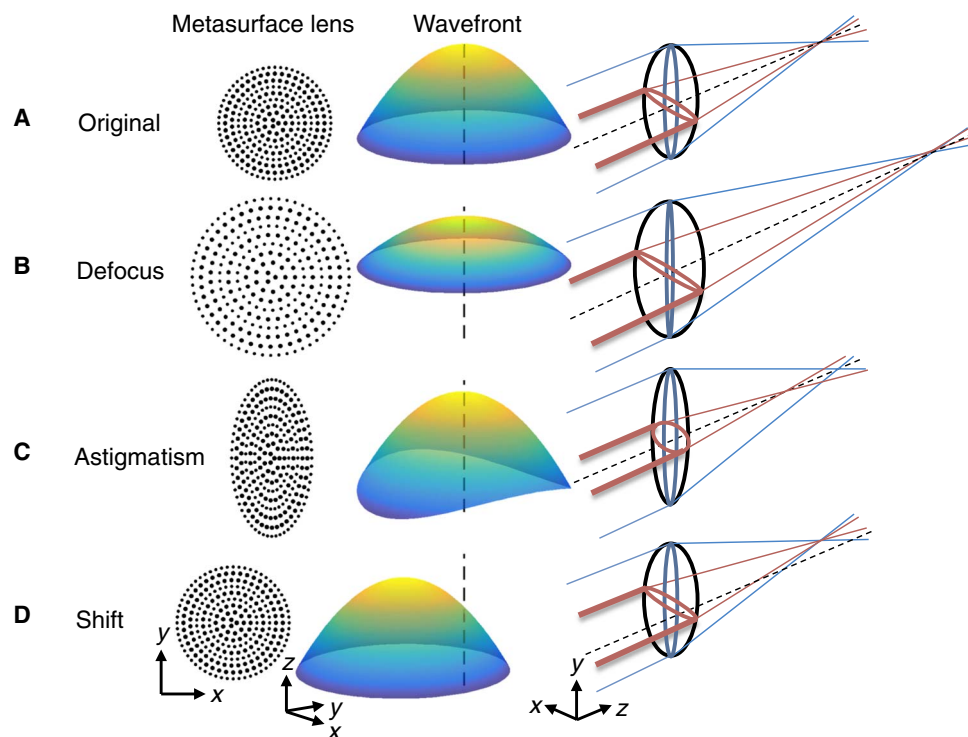 Metasurface lens Wavefront
A Original
B Defocus
C Astigmatism
D Shift
y
x
z
y
x
y
x
z